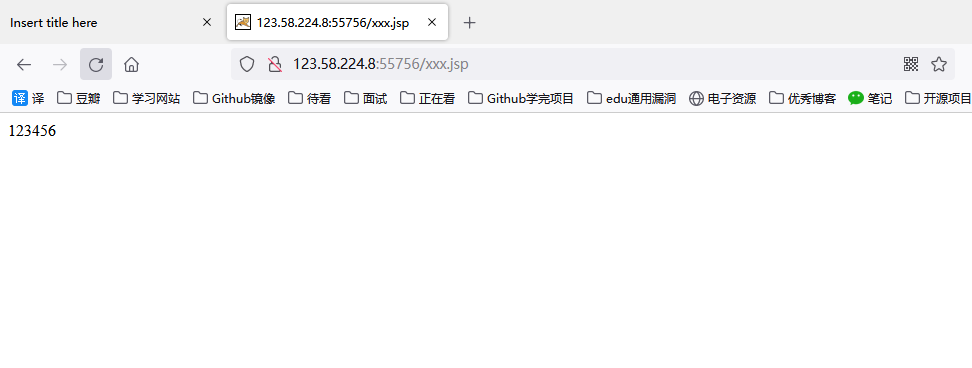 Insert title here
123.58.224.8:55756/xxx.jsp
123.58.224.8:55756/xxx.jsp
译 译 豆瓣 学习网站 Github镜像 待看 面试 正在看 Github学完项目 edu通用漏洞 电子资源 优秀博客 笔记 开源项目
123456